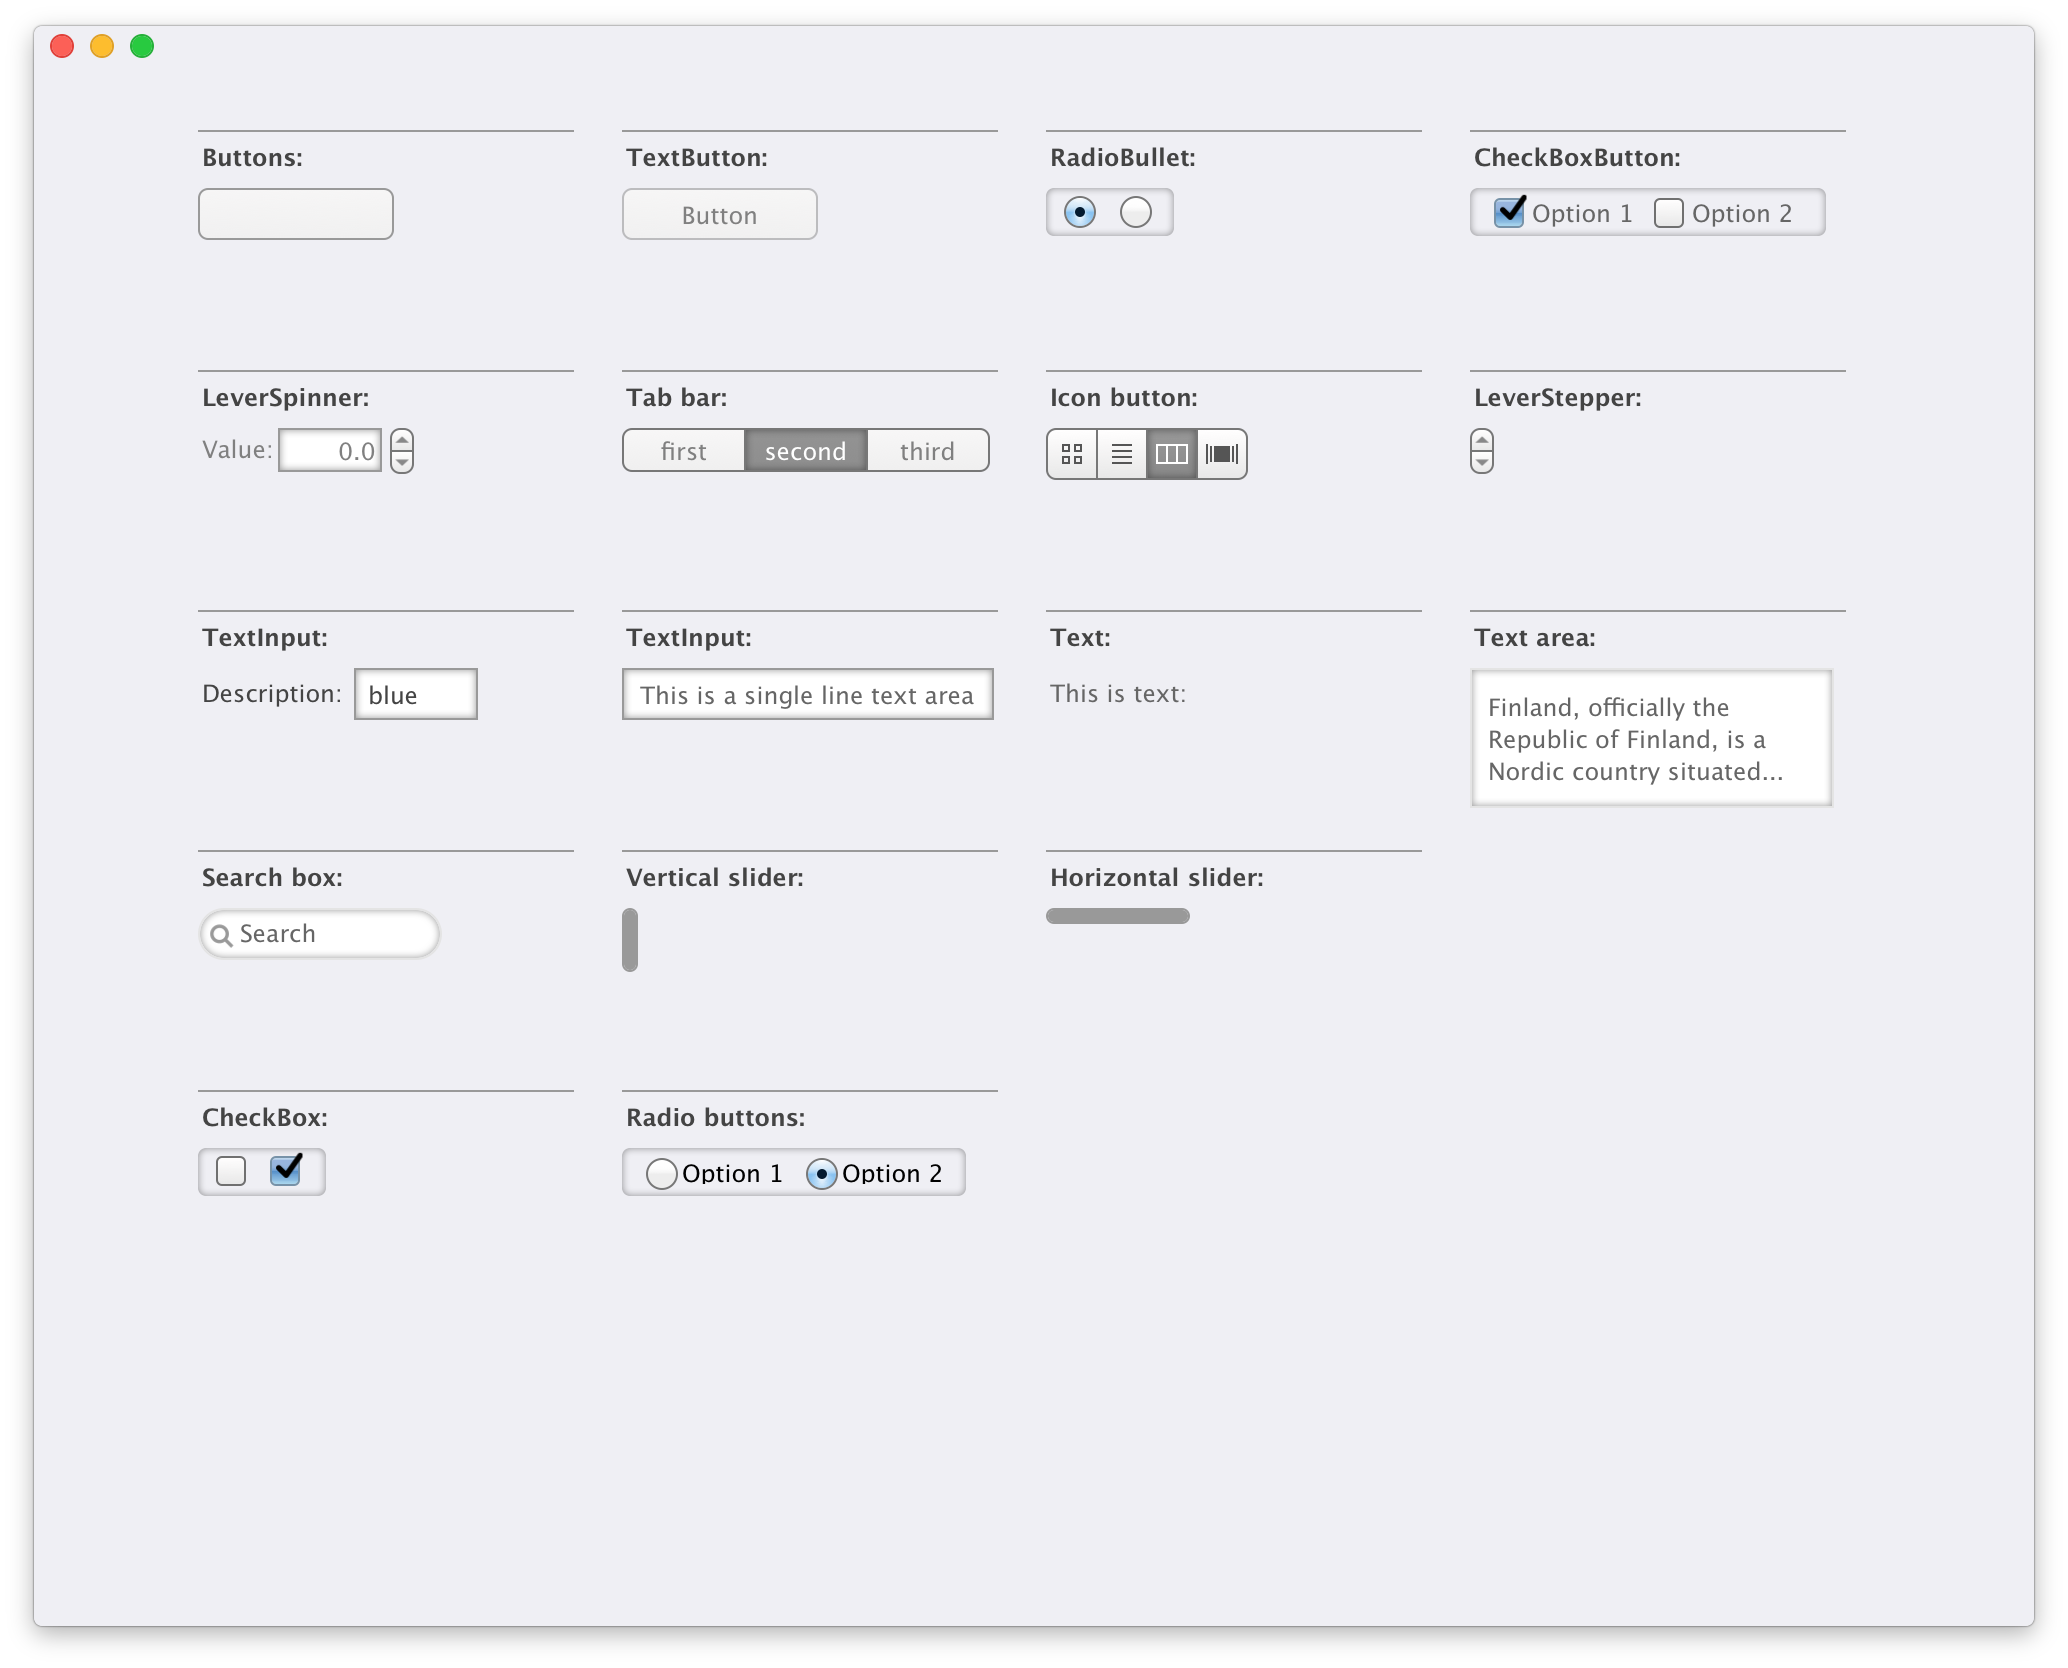 Buttons:
TextButton:
RadioBullet:
CheckBoxButton:
Button
Option 1
Option 2
LeverSpinner:
Tab bar:
Icon button:
LeverStepper:
Value:
0.0
first
second
third
TextInput:
TextInput:
Text:
Text area:
Description:
blue
This is a single line text area
This is text:
Finland, officially the
Republic of Finland, is a
Nordic country situated...
Search box:
Vertical slider:
Horizontal slider:
Search
CheckBox:
Radio buttons:
Option 1
Option 2